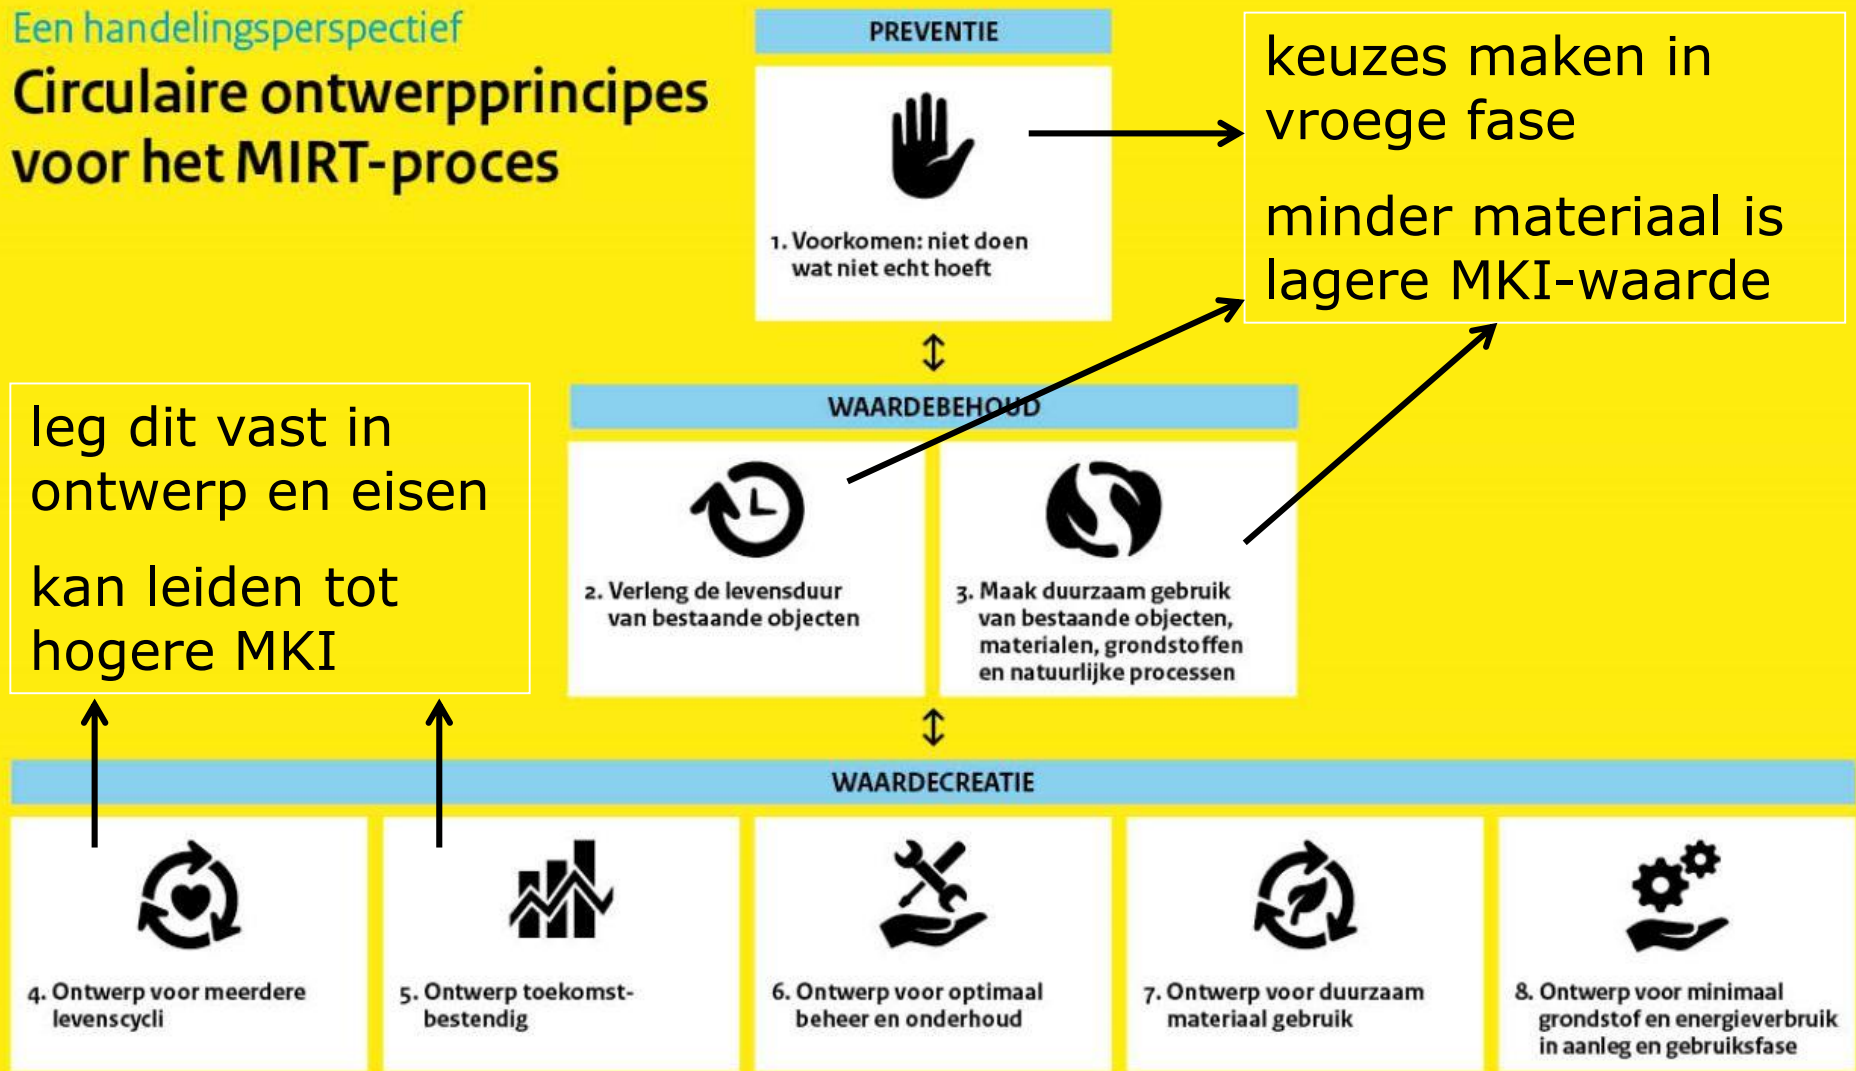 Een handelingsperspectief
Circulaire ontwerpprincipes
voor het MIRT-proces
PREVENTIE
1. Voorkomen: niet doen
wat niet echt hoeft
keuzes maken in
vroege fase
minder materiaal is
lagere MKI-waarde
leg dit vast in
ontwerp en eisen
kan leiden tot
hogere MKI
WAARDEBEHOUD
2. Verleng de levensduur
van bestaande objecten
3. Maak duurzaam gebruik
van bestaande objecten,
materialen, grondstoffen
en natuurlijke processen
WAARDECREATIE
4. Ontwerp voor meerdere
levenscycli
5. Ontwerp toekomst-
bestendig
6. Ontwerp voor optimaal
beheer en onderhoud
7. Ontwerp voor duurzaam
materiaal gebruik
8. Ontwerp voor minimaal
grondstof en energieverbruik
in aanleg en gebruiksfase